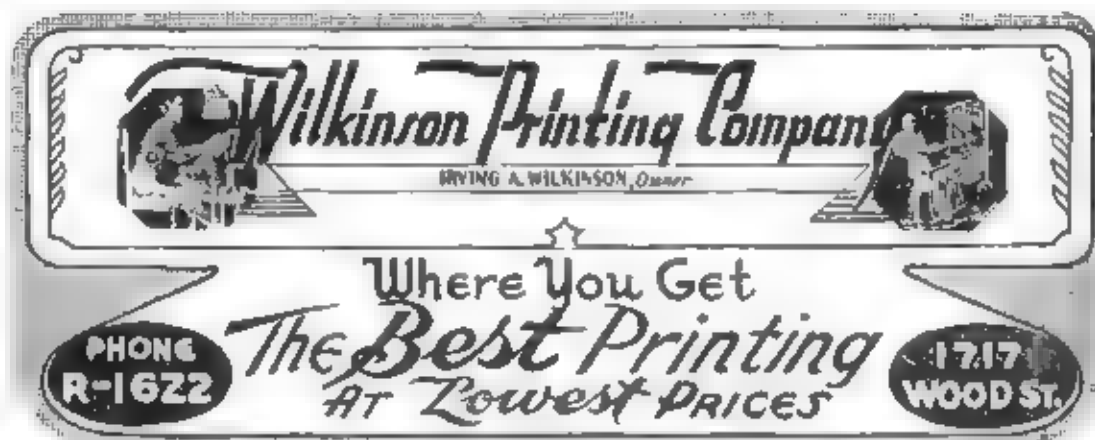 Wilkinson Printing Company
IRVING A. WILKINSON, Owner
Where You Get
The Best Printing
AT Lowest PRICES
PHONE
R-1622
1717
WOOD ST.